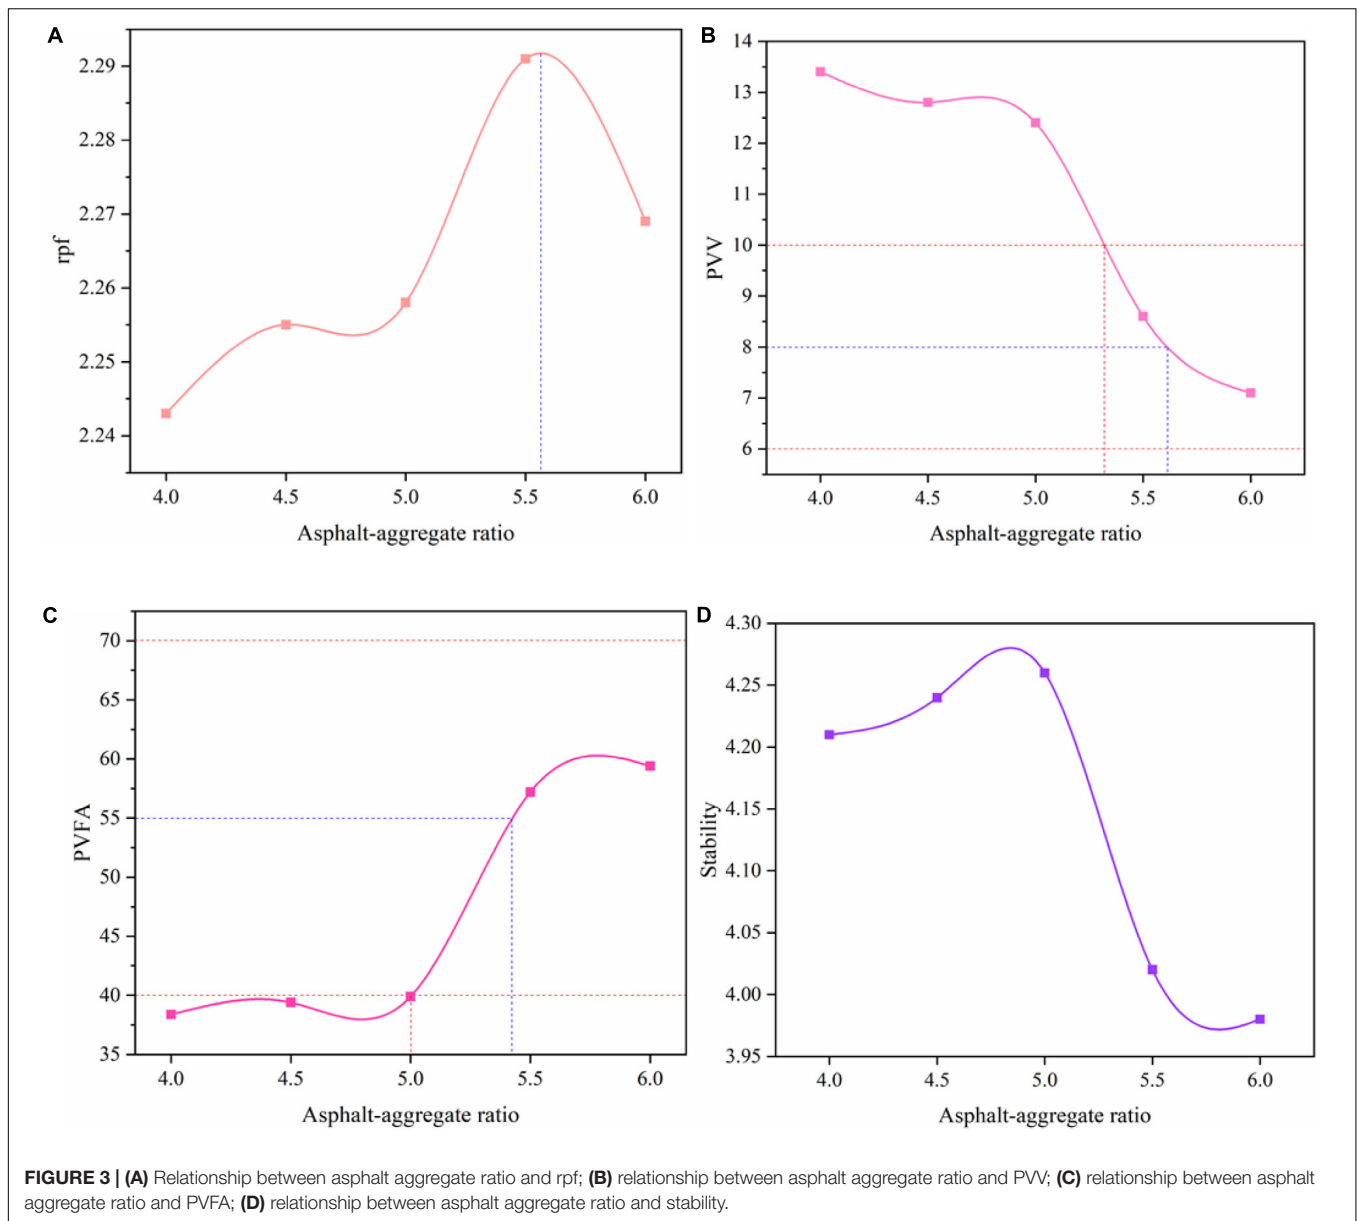 A
2.29
2.28
2.27
2.26
2.25
2.24
rpf
4.0 4.5 5.0 5.5 6.0
Asphalt-aggregate ratio
B
14
13
12
11
10
9
8
7
6
PVV
4.0 4.5 5.0 5.5 6.0
Asphalt-aggregate ratio
C
70
65
60
55
50
45
40
35
PVFA
4.0 4.5 5.0 5.5 6.0
Asphalt-aggregate ratio
D
4.30
4.25
4.20
4.15
4.10
4.05
4.00
3.95
Stability
4.0 4.5 5.0 5.5 6.0
Asphalt-aggregate ratio
FIGURE 3 | (A) Relationship between asphalt aggregate ratio and rpf; (B) relationship between asphalt aggregate ratio and PVV; (C) relationship between asphalt
aggregate ratio and PVFA; (D) relationship between asphalt aggregate ratio and stability.